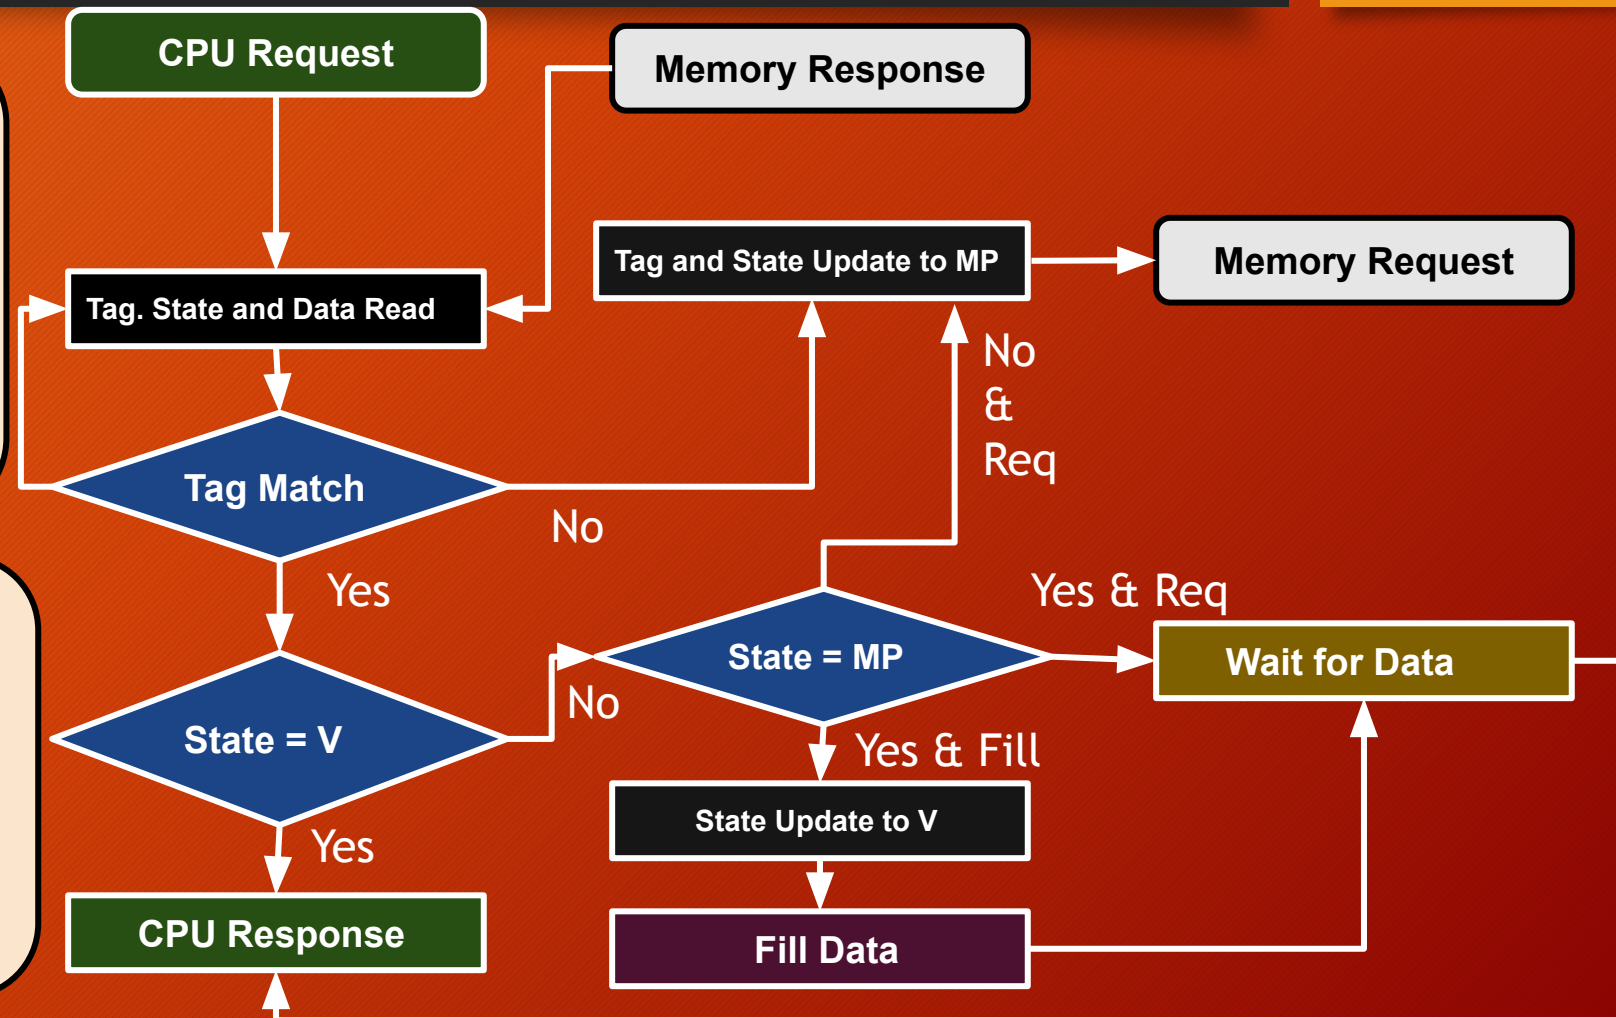 CPU Request
Memory Response
Tag and State Update to MP
Memory Request
Tag. State and Data Read
No
&
Req
Tag Match
No
Yes
Yes & Req
State = MP
Wait for Data
No
State = V
Yes & Fill
State Update to V
Yes
CPU Response
Fill Data